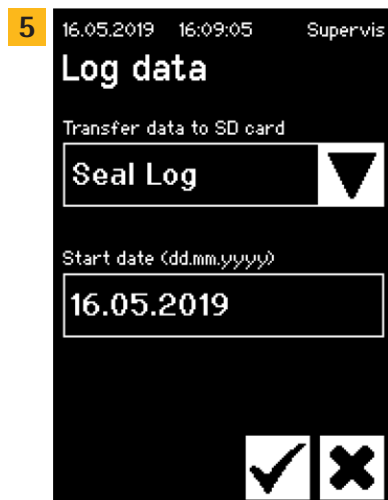 5
16.05.2019 16:09:05 Supervis
Log data
Transfer data to SD card
Seal Log
Start date (dd.mm.yyyy)
16.05.2019